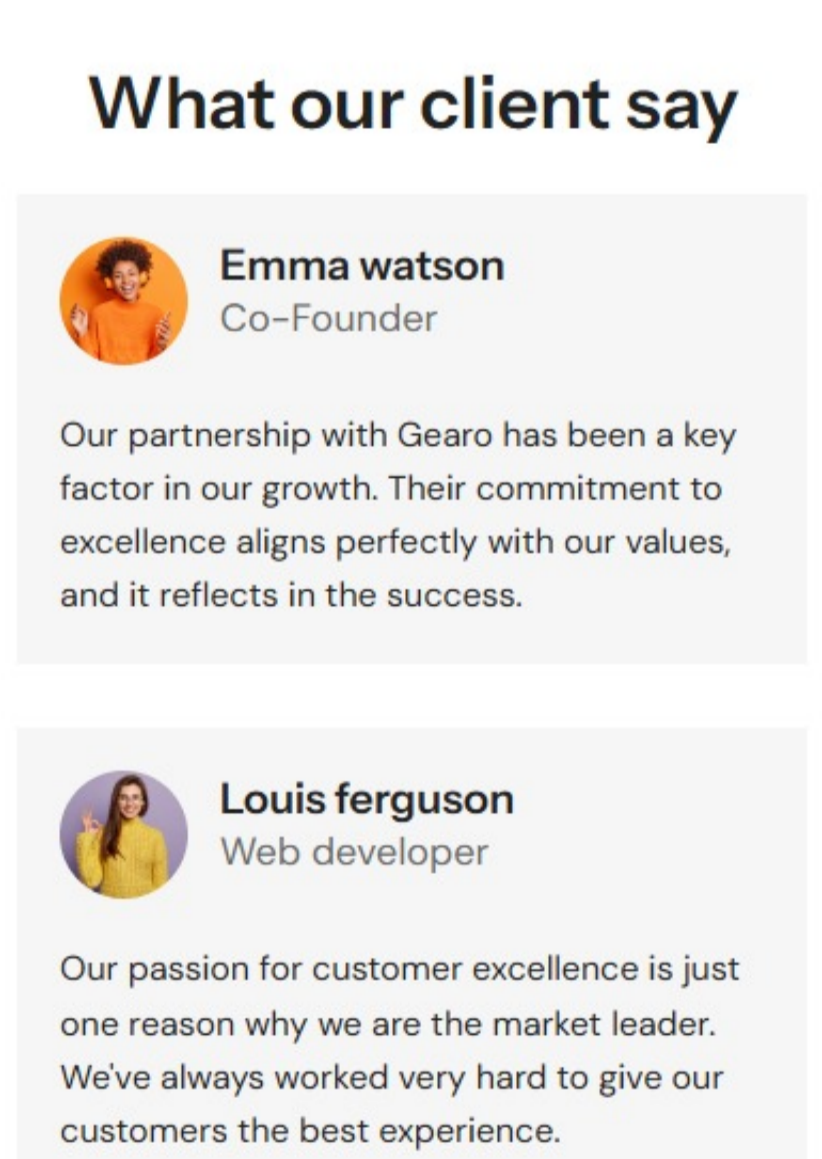 What our client say
Emma watson
Co-Founder
Our partnership with Gearo has been a key
factor in our growth. Their commitment to
excellence aligns perfectly with our values,
and it reflects in the success.
Louis ferguson
Web developer
Our passion for customer excellence is just
one reason why we are the market leader.
We've always worked very hard to give our
customers the best experience.